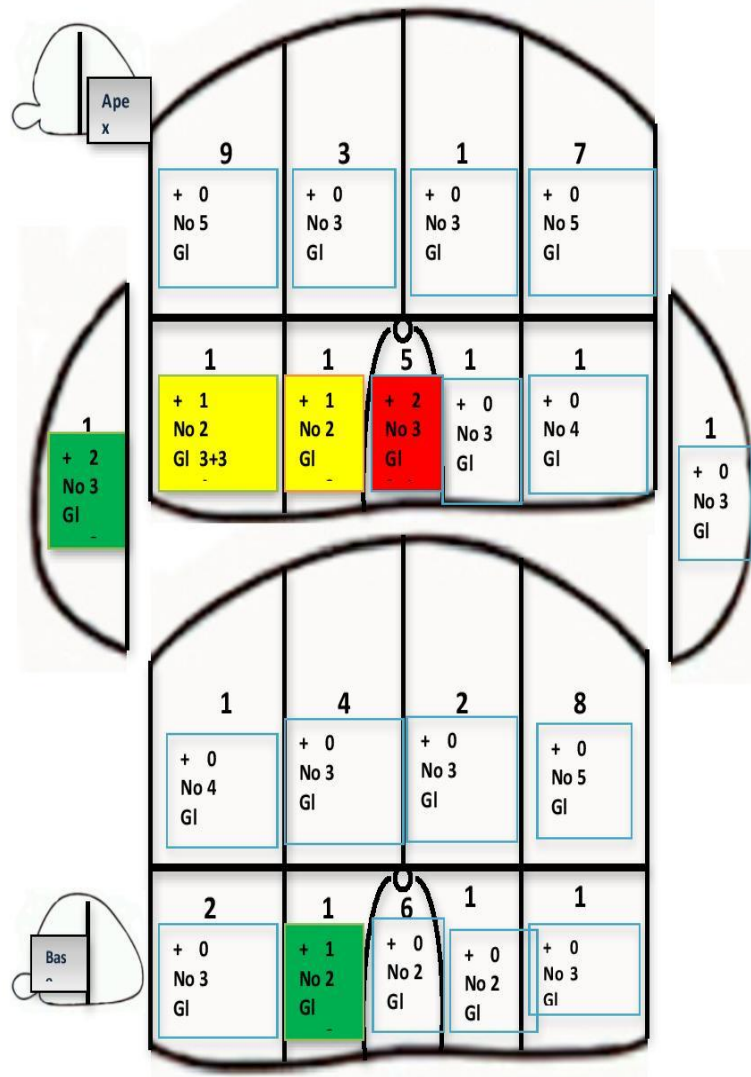 Ape
x
9
3
1
7
+ 0
No 5
Gl
+ 0
No 3
Gl
+ 0
No 3
Gl
+ 0
No 5
Gl
1
1
5
1
1
+ 1
No 2
Gl 3+3
+ 1
No 2
Gl
+ 2
No 3
Gl
+ 0
No 3
Gl
+ 0
No 4
Gl
1
+ 2
No 3
Gl
1
+ 0
No 3
Gl
1
4
2
8
+ 0
No 4
Gl
+ 0
No 3
Gl
+ 0
No 3
Gl
+ 0
No 5
Gl
2
1
6
1
1
Bas
+ 0
No 3
Gl
+ 1
No 2
Gl
+ 0
No 2
Gl
+ 0
No 2
Gl
+ 0
No 3
Gl